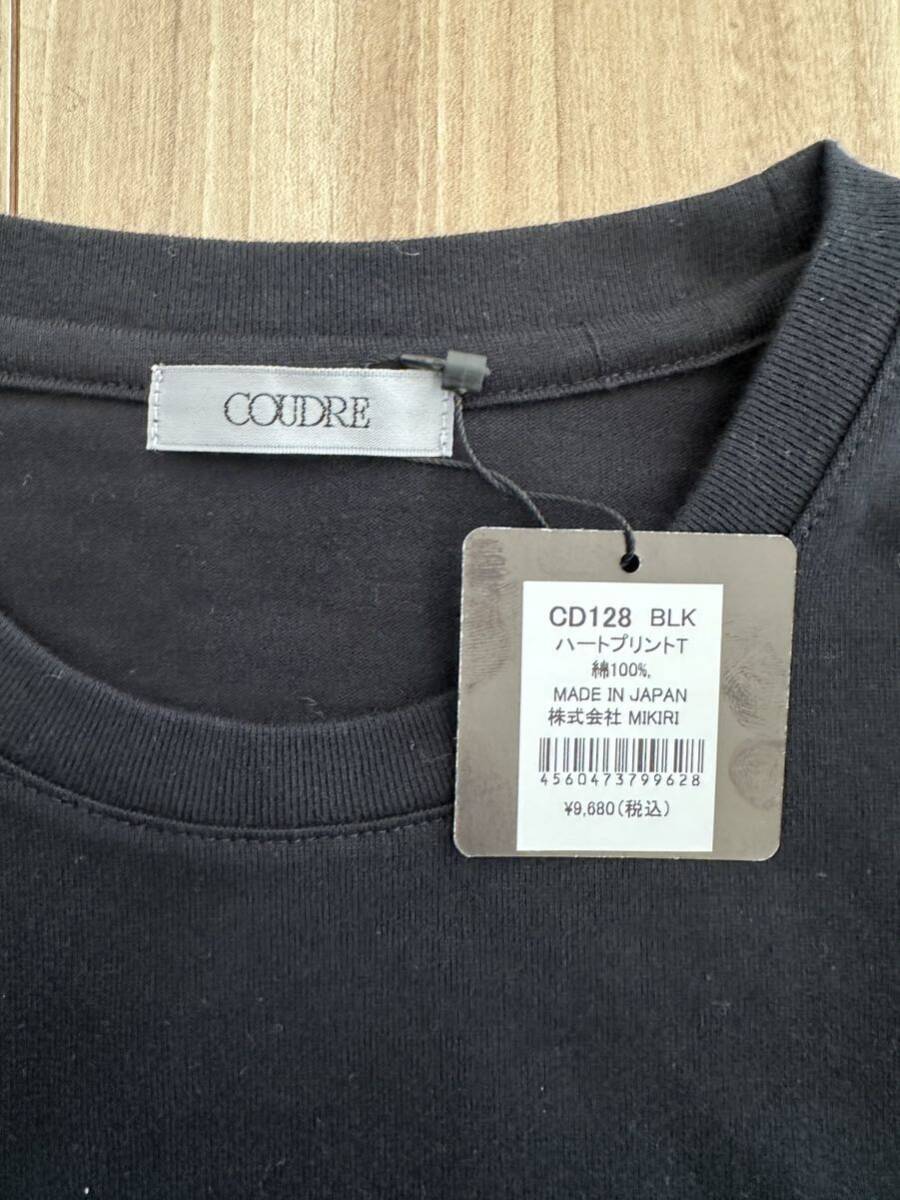 COUDRE
CD128 BLK
ハートプリントT
綿100%,
MADE IN JAPAN
株式会社 MIKIRI
4560473799628
¥9,680(税込)